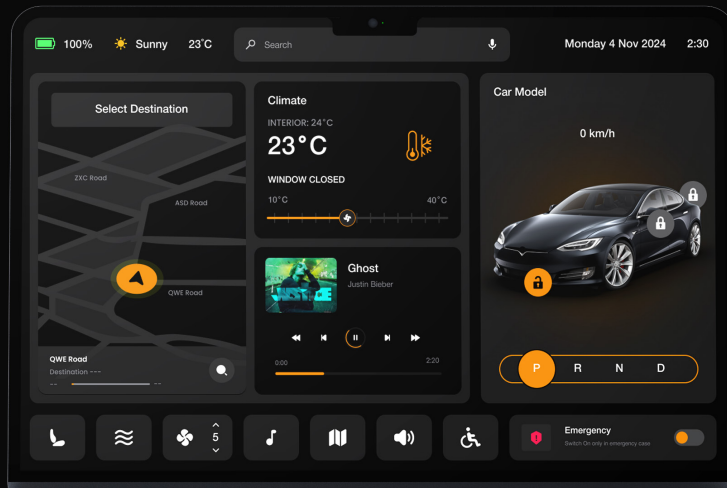 100%
Sunny
23°C
Search
Monday 4 Nov 2024
2:30
Select Destination
ZXC Road
ASD Road
QWE Road
QWE Road
Destination ---
--
--
Climate
INTERIOR: 24°C
23°C
WINDOW CLOSED
10°C
40°C
JUSTICE
Ghost
Justin Bieber
0:00
2:20
Car Model
0 km/h
P
R
N
D
5
Emergency
Switch On only in emergency case